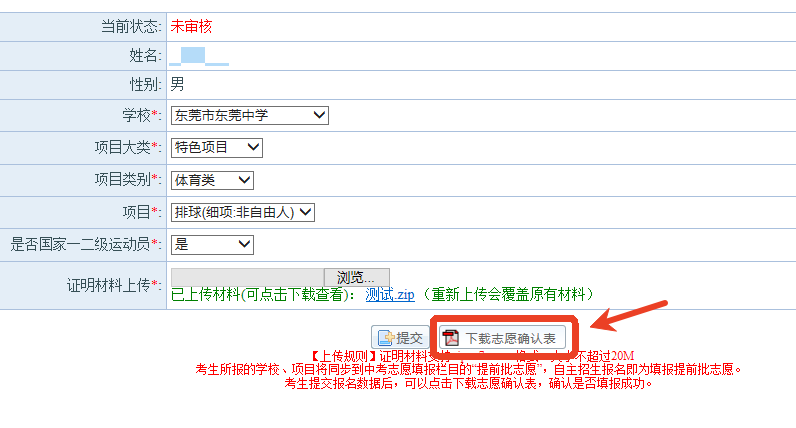 当前状态: 未审核
姓名:
性别: 男
学校*: 东莞市东莞中学
项目大类*: 特色项目
项目类别*: 体育类
项目*: 排球(细项:非自由人)
是否国家一二级运动员*: 是
证明材料上传*: 浏览...
已上传材料(可点击下载查看)： 测试.zip （重新上传会覆盖原有材料）
提交 下载志愿确认表
【上传规则】证明材料支持 不超过20M
考生所报的学校、项目将同步到中考志愿填报栏目的“提前批志愿”，自主招生报名即为填报提前批志愿。
考生提交报名数据后，可以点击下载志愿确认表，确认是否填报成功。